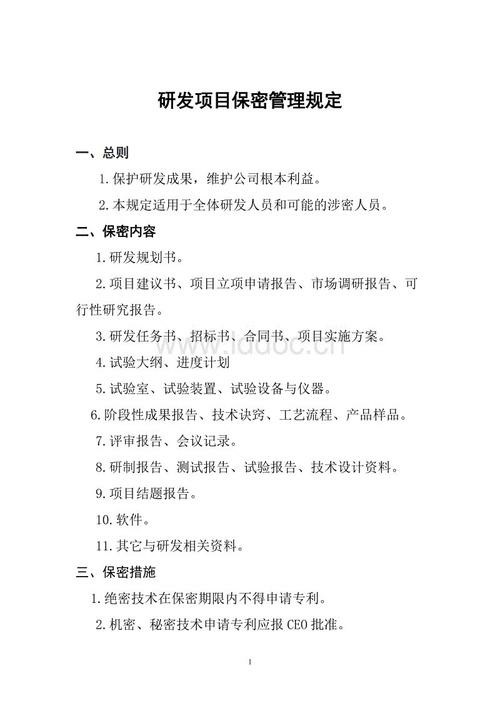 研发项目保密管理规定
一、总则
1.保护研发成果，维护公司根本利益。
2.本规定适用于全体研发人员和可能的涉密人员。
二、保密内容
1.研发规划书。
2.项目建议书、项目立项申请报告、市场调研报告、可
行性研究报告。
3.研发任务书、招标书、合同书、项目实施方案。
www.lddoc.cn
4.试验大纲、进度计划
5.试验室、试验装置、试验设备与仪器。
6.阶段性成果报告、技术诀窍、工艺流程、产品样品。
7.评审报告、会议记录。
8.研制报告、测试报告、试验报告、技术设计资料。
9.项目结题报告。
10.软件。
11.其它与研发相关资料。
三、保密措施
1.绝密技术在保密期限内不得申请专利。
2.机密、秘密技术申请专利应报 CEO 批准。
1